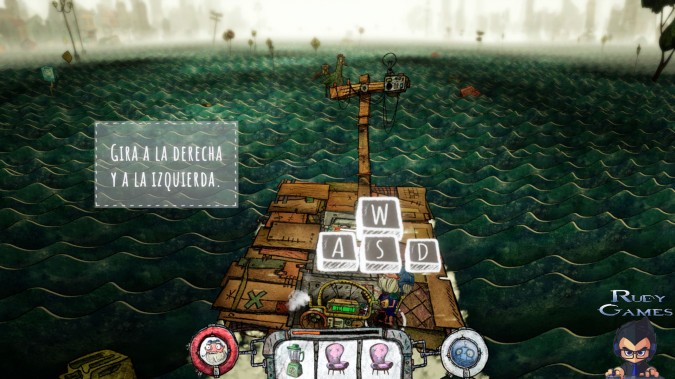 GIRA A LA DERECHA
Y A LA IZQUIERDA.
W
A S D
RUBY
GAMES